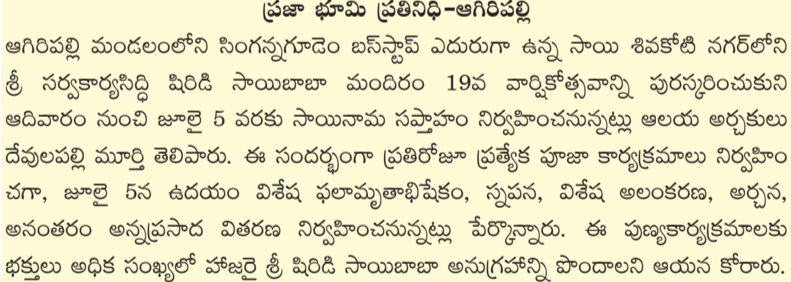 ప్రజా భూమి ప్రతినిధి-ఆగిరిపల్లి
ఆగిరిపల్లి మండలంలోని సింగన్నగూడెం బస్‌స్టాప్ ఎదురుగా ఉన్న సాయి శివకోటి నగర్‌లోని
శ్రీ సర్వకార్యసిద్ధి షిరిడి సాయిబాబా మందిరం 19వ వార్షికోత్సవాన్ని పురస్కరించుకుని
ఆదివారం నుంచి జూలై 5 వరకు సాయినామ సప్తాహం నిర్వహించనున్నట్లు ఆలయ అర్చకులు
దేవులపల్లి మూర్తి తెలిపారు. ఈ సందర్భంగా ప్రతిరోజూ ప్రత్యేక పూజా కార్యక్రమాలు నిర్వహిం
చగా, జూలై 5న ఉదయం విశేష ఫలామృతాభిషేకం, స్నపన, విశేష అలంకరణ, అర్చన,
అనంతరం అన్నప్రసాద వితరణ నిర్వహించనున్నట్లు పేర్కొన్నారు. ఈ పుణ్యకార్యక్రమాలకు
భక్తులు అధిక సంఖ్యలో హాజరై శ్రీ షిరిడి సాయిబాబా అనుగ్రహాన్ని పొందాలని ఆయన కోరారు.